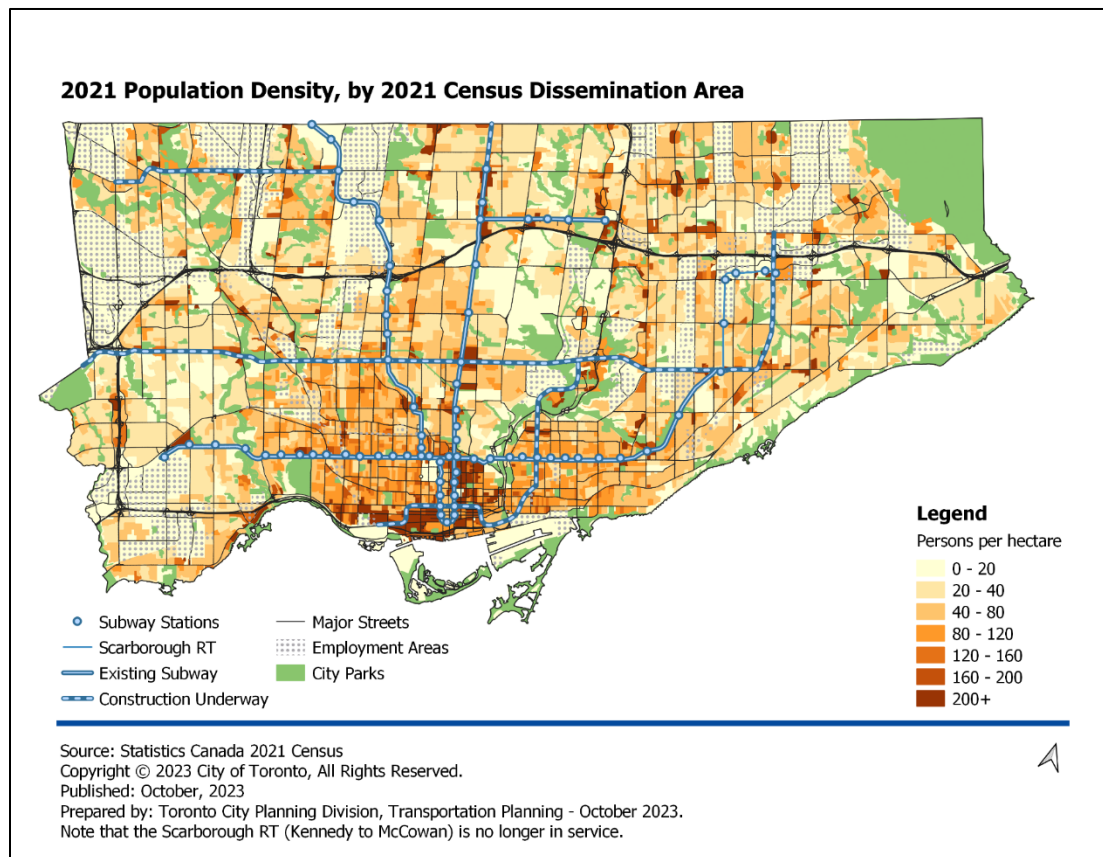 2021 Population Density, by 2021 Census Dissemination Area
Legend
Persons per hectare
0 - 20
20 - 40
40 - 80
80 - 120
120 - 160
160 - 200
200+
Subway Stations
Major Streets
Scarborough RT
Employment Areas
Existing Subway
City Parks
Construction Underway
Source: Statistics Canada 2021 Census
Copyright © 2023 City of Toronto, All Rights Reserved.
Published: October, 2023
Prepared by: Toronto City Planning Division, Transportation Planning - October 2023.
Note that the Scarborough RT (Kennedy to McCowan) is no longer in service.